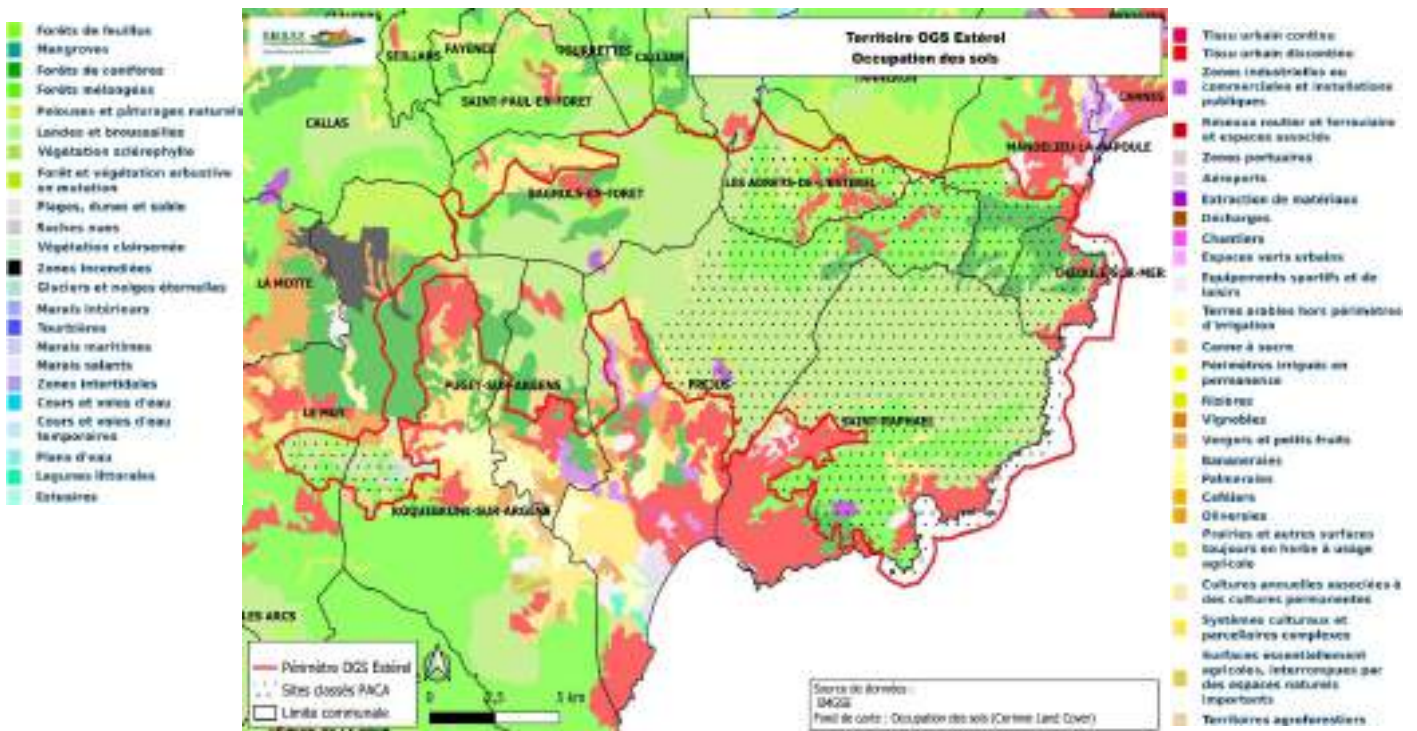 Forêts de feuillus
Mangroves
Forêts de conifères
Forêts mélangées
Pelouses et pâturages naturels
Landes et broussailles
Végétation sclérophylle
Forêt et végétation arbustive
en mutation
Plages, dunes et sable
Roches nues
Végétation clairsemée
Zones incendiées
Glaciers et neiges éternelles
Marais intérieurs
Tourbières
Marais maritimes
Marais salants
Zones intertidales
Cours et voies d'eau
Cours et voies d'eau
temporaires
Plans d'eau
Lagunes littorales
Estuaires
SMGSE
Territoire OGS Estérel
Occupation des sols
SEILLANS
FAYENCE
TOURRETTES
CALLIAN
TANNERON
CANNES
SAINT-PAUL-EN-FORET
CALLAS
MANDELIEU-LA-NAPOULE
BAGNOLS-EN-FORET
LES ADRETS-DE-L'ESTEREL
LA MOTTE
THEOULE-SUR-MER
PUGET-SUR-ARGENS
FREJUS
LE MUY
SAINT-RAPHAEL
ROQUEBRUNE-SUR-ARGENS
LES ARCS
Périmètre OGS Estérel
Sites classés PACA
Limite communale
0 2,5 5 km
Source de données :
SMGSE
Fond de carte : Occupation des sols (Corinne Land Cover)
Tissu urbain continu
Tissu urbain discontinu
Zones industrielles ou
commerciales et installations
publiques
Réseaux routier et ferroviaire
et espaces associés
Zones portuaires
Aéroports
Extraction de matériaux
Décharges
Chantiers
Espaces verts urbains
Equipements sportifs et de
loisirs
Terres arables hors périmètres
d'irrigation
Canne à sucre
Périmètres irrigués en
permanence
Rizières
Vignobles
Vergers et petits fruits
Bananeraies
Palmeraies
Caféiers
Oliveraies
Prairies et autres surfaces
toujours en herbe à usage
agricole
Cultures annuelles associées à
des cultures permanentes
Systèmes culturaux et
parcellaires complexes
Surfaces essentiellement
agricoles, interrompues par
des espaces naturels
importants
Territoires agroforestiers